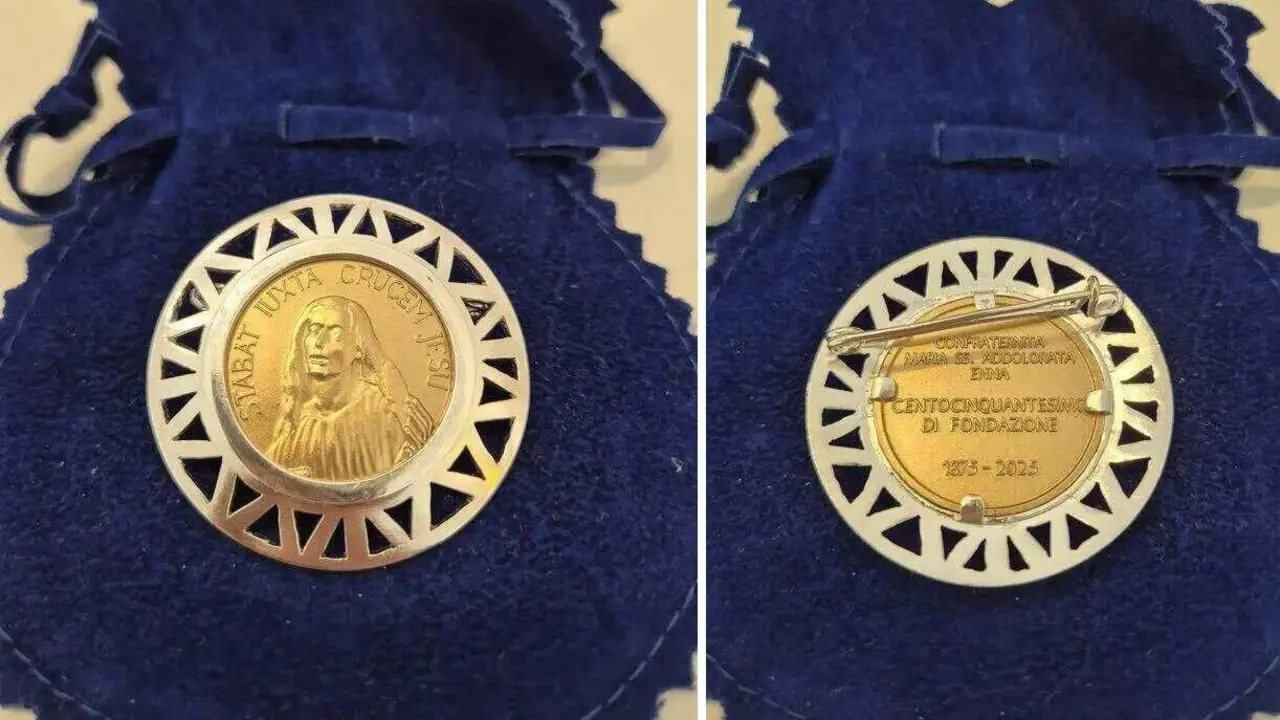 STABAT IUXTA CRUCEM JESU
CONFRATERNITA
MARIA SS. ADDOLORATA
ENNA
CENTOCINQUANTESIMO
DI FONDAZIONE
1875-2025